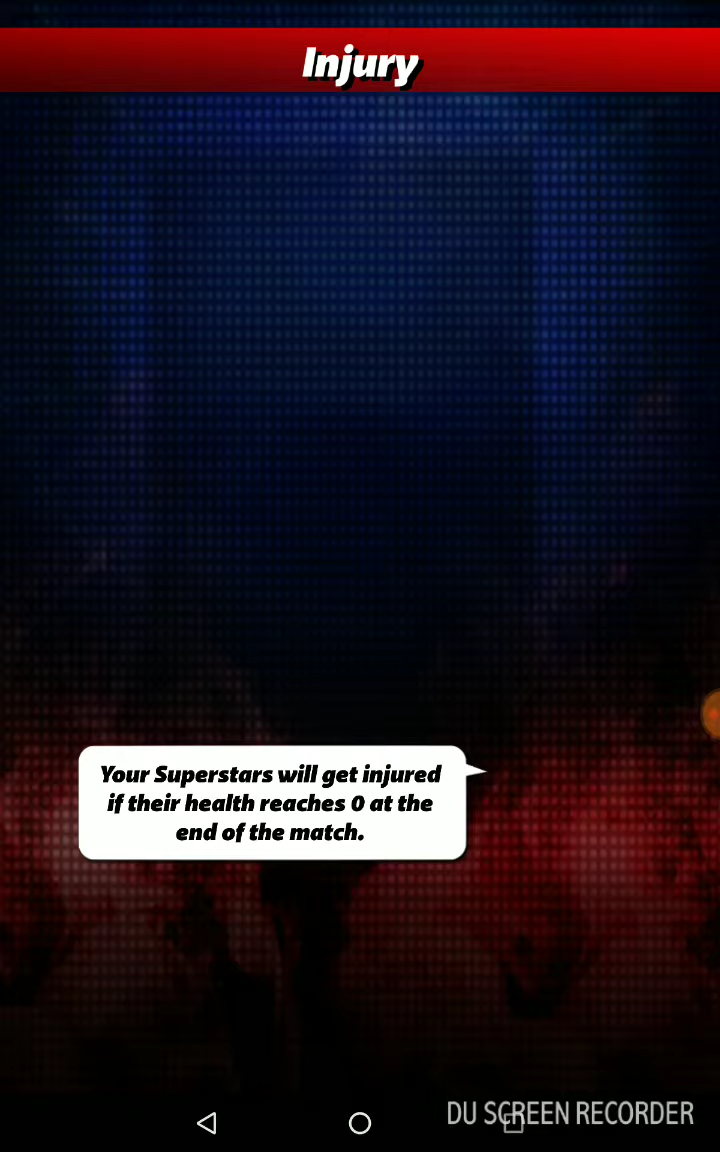 Injury
Your Superstars will get injured
if their health reaches 0 at the
end of the match.
DU SCREEN RECORDER